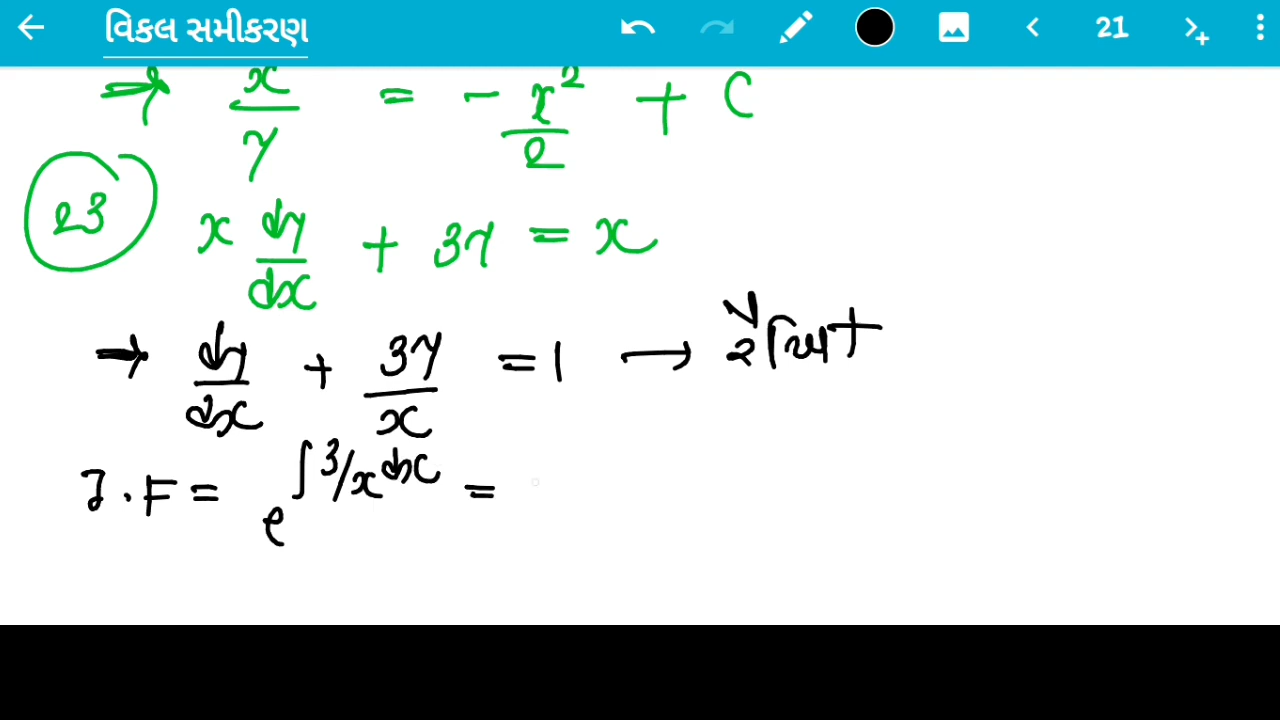 વિકલ સમીકરણ 21
⇒ x/y = - x²/2 + C
23 x dy/dx + 3y = x
⇒ dy/dx + 3y/x = 1 →
I.F = e^∫3/x dx =